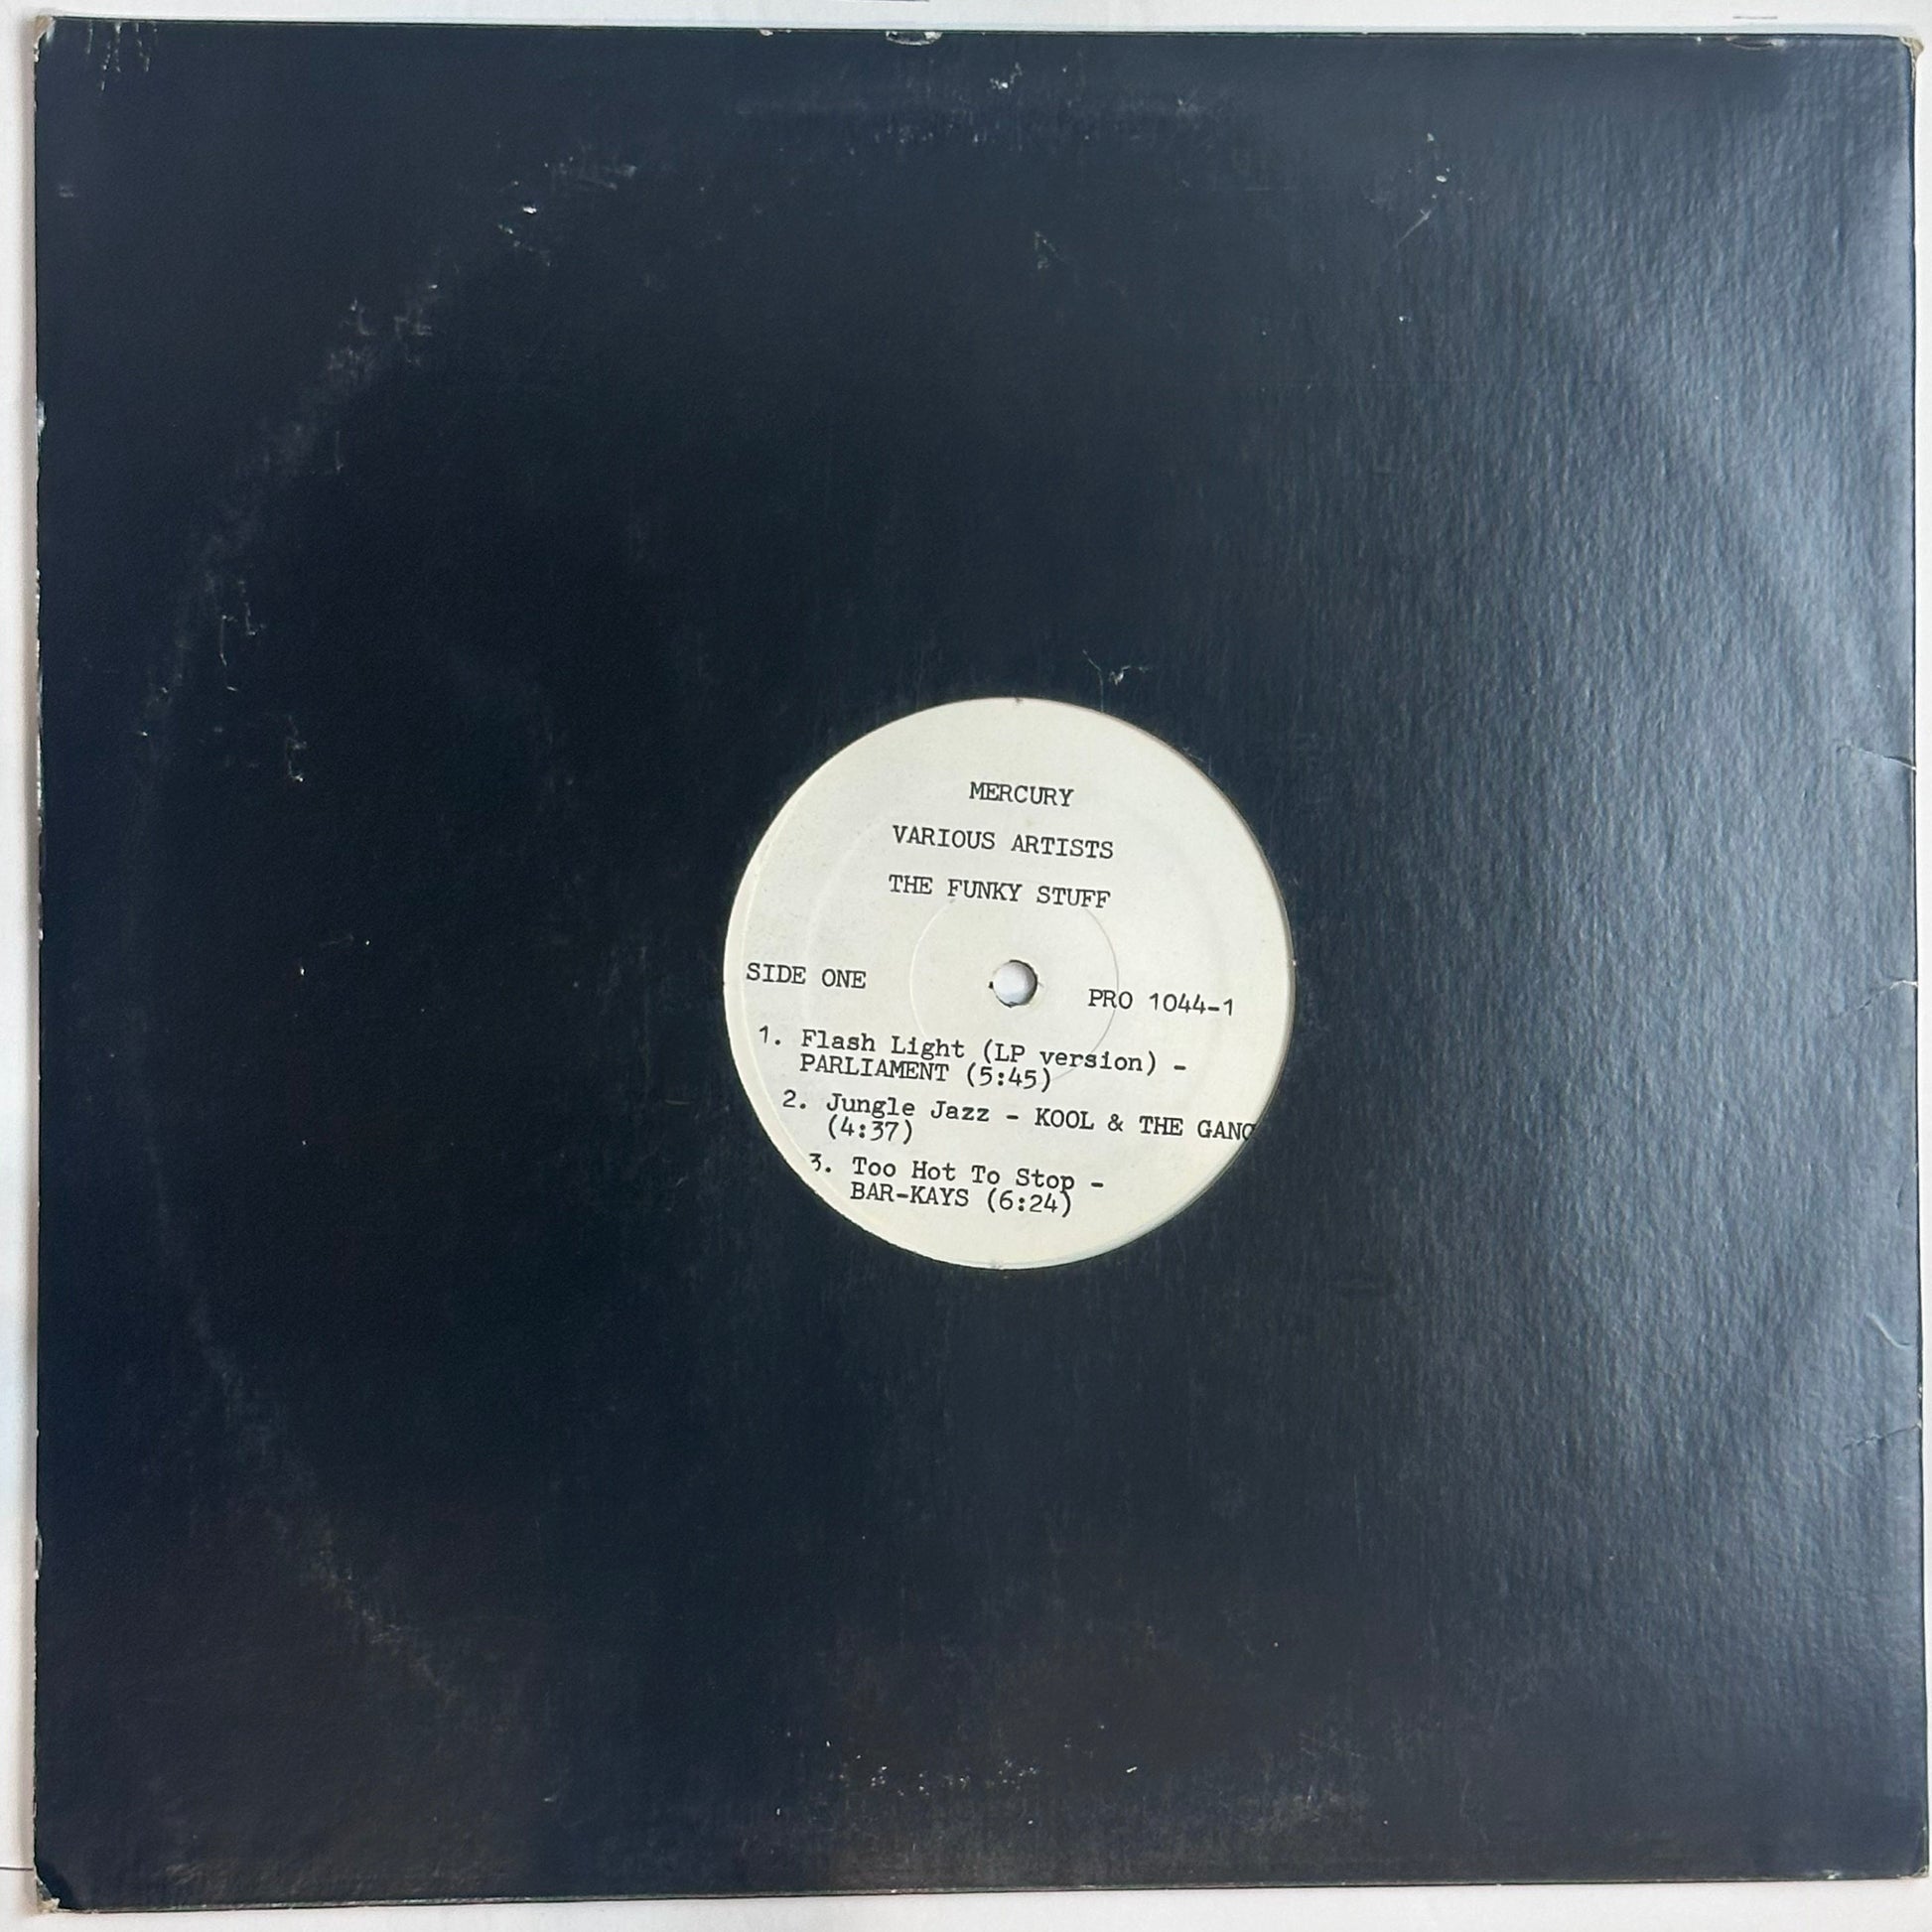 MERCURY
VARIOUS ARTISTS
THE FUNKY STUFF
SIDE ONE
PRO 1044-1
1. Flash Light (LP version) -
PARLIAMENT (5:45)
2. Jungle Jazz - KOOL & THE GANG
(4:37)
3. Too Hot To Stop -
BAR-KAYS (6:24)